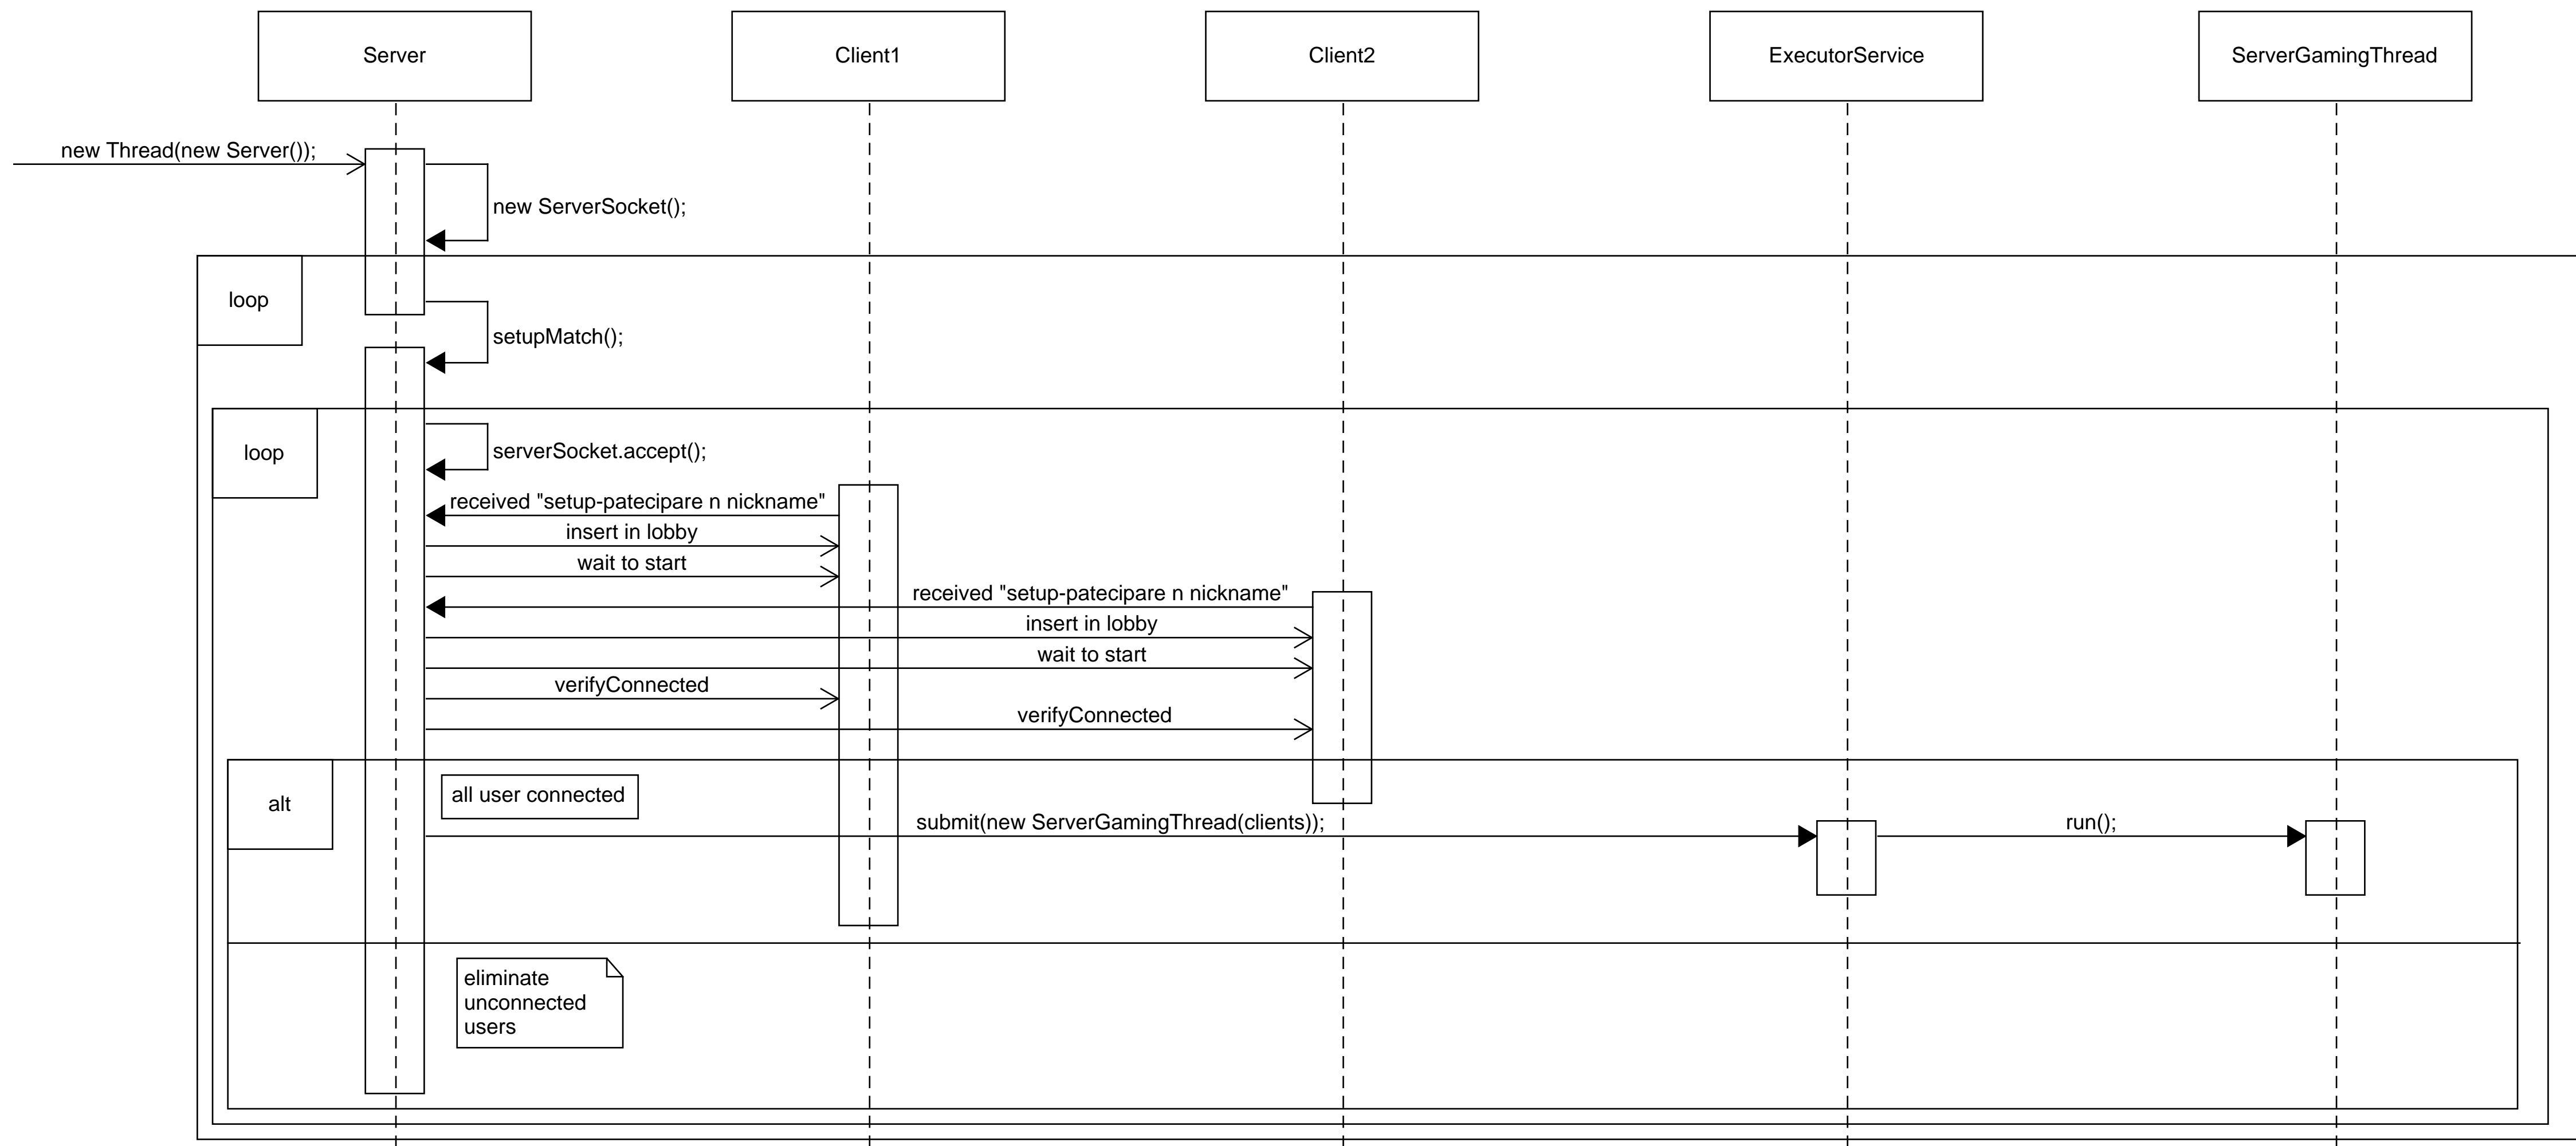 Server
Client1
Client2
ExecutorService
ServerGamingThread
new Thread(new Server());
new ServerSocket();
loop
setupMatch();
loop
serverSocket.accept();
received "setup-patecipare n nickname"
insert in lobby
wait to start
received "setup-patecipare n nickname"
insert in lobby
wait to start
verifyConnected
verifyConnected
alt
all user connected
submit(new ServerGamingThread(clients));
run();
eliminate
unconnected
users